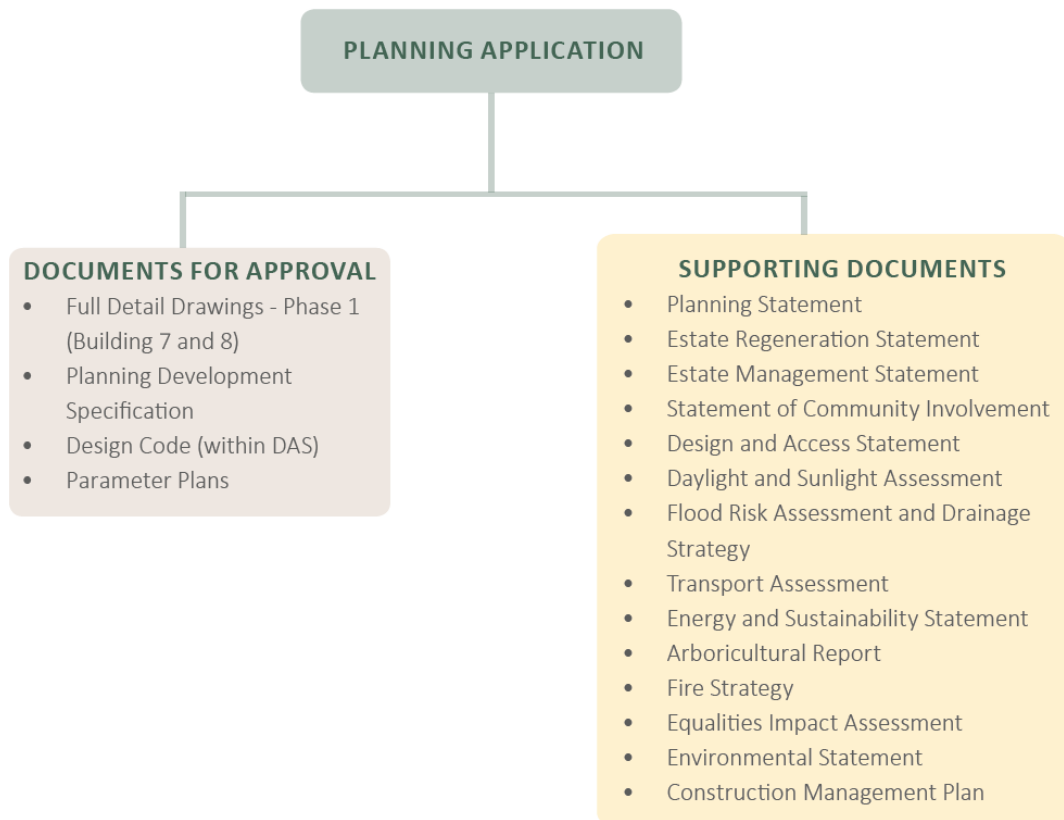 PLANNING APPLICATION
DOCUMENTS FOR APPROVAL
• Full Detail Drawings - Phase 1
(Building 7 and 8)
• Planning Development
Specification
• Design Code (within DAS)
• Parameter Plans
SUPPORTING DOCUMENTS
• Planning Statement
• Estate Regeneration Statement
• Estate Management Statement
• Statement of Community Involvement
• Design and Access Statement
• Daylight and Sunlight Assessment
• Flood Risk Assessment and Drainage
Strategy
• Transport Assessment
• Energy and Sustainability Statement
• Arboricultural Report
• Fire Strategy
• Equalities Impact Assessment
• Environmental Statement
• Construction Management Plan